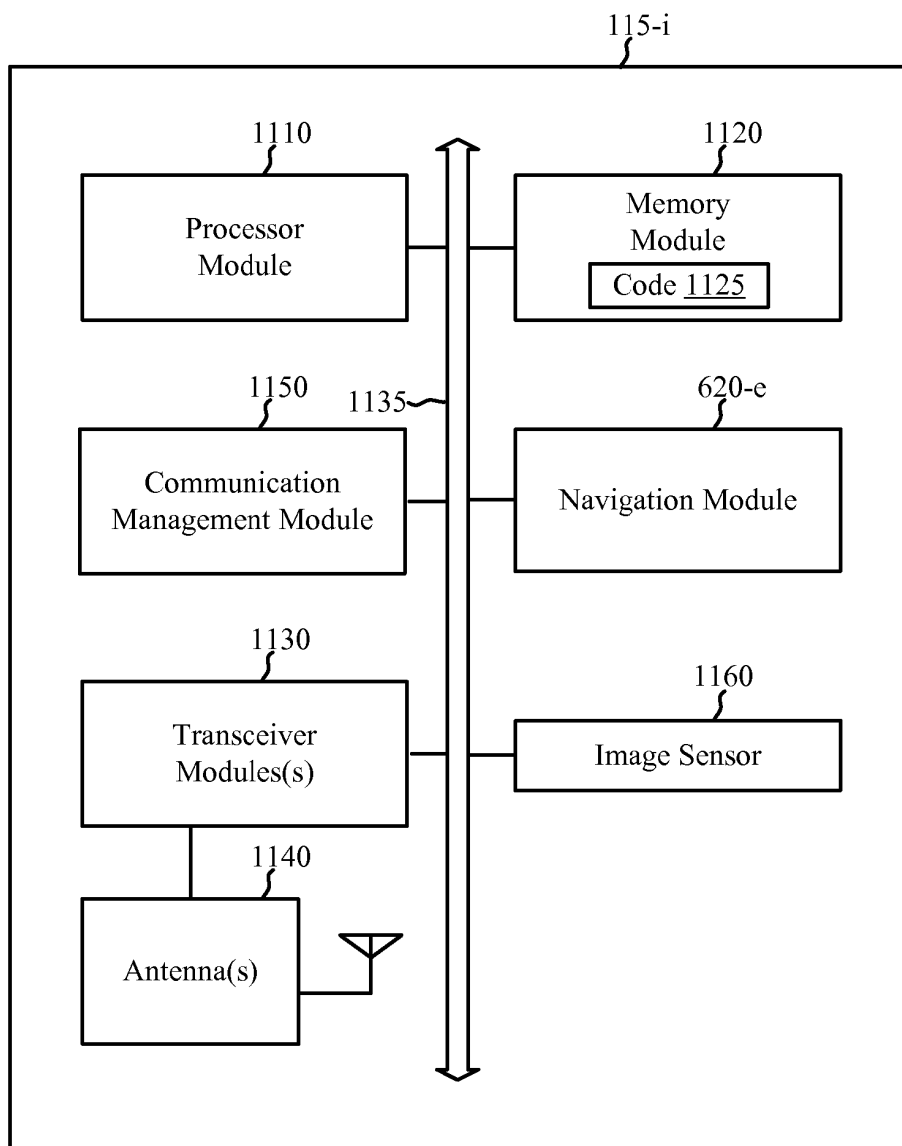 115-i
1110
Processor
Module
1120
Memory
Module
Code 1125
1135
1150
Communication
Management Module
620-e
Navigation Module
1130
Transceiver
Modules(s)
1160
Image Sensor
1140
Antenna(s)